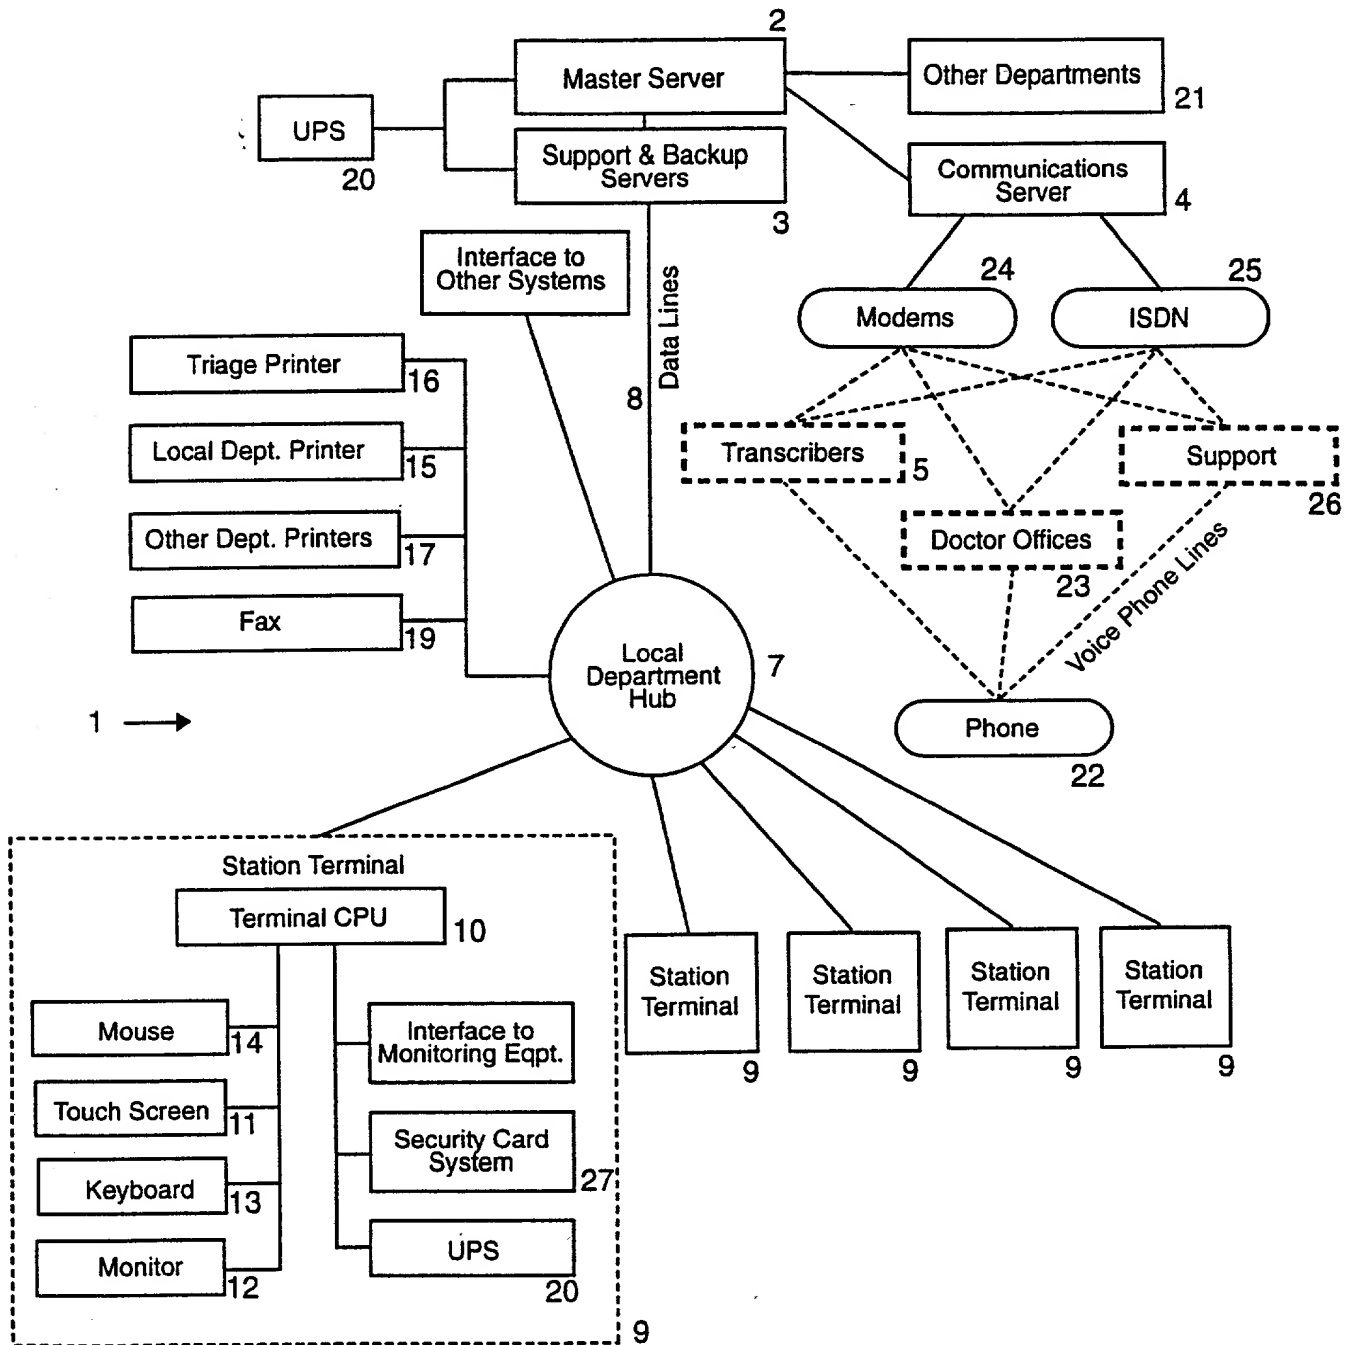 2
Master Server
Other Departments
21
UPS
20
Support & Backup
Servers
3
Communications
Server
4
Interface to
Other Systems
Data Lines
8
24
25
Modems
ISDN
Triage Printer
16
Local Dept. Printer
15
Other Dept. Printers
17
Fax
19
Transcribers
5
Support
26
Doctor Offices
23
Voice Phone Lines
Phone
22
Local
Department
Hub
7
1
Station Terminal
Terminal CPU
10
Mouse
14
Touch Screen
11
Keyboard
13
Monitor
12
Interface to
Monitoring Eqpt.
Security Card
System
27
UPS
20
9
Station
Terminal
9
Station
Terminal
9
Station
Terminal
9
Station
Terminal
9